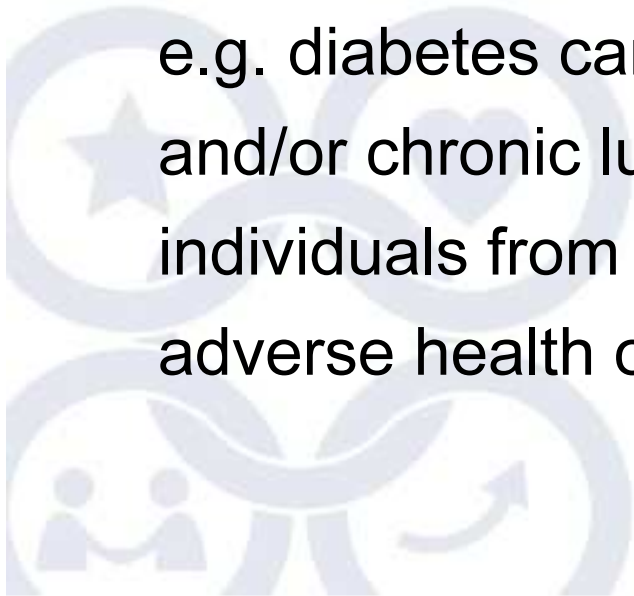 e.g. diabetes
and/or chronic
individuals from
adverse health